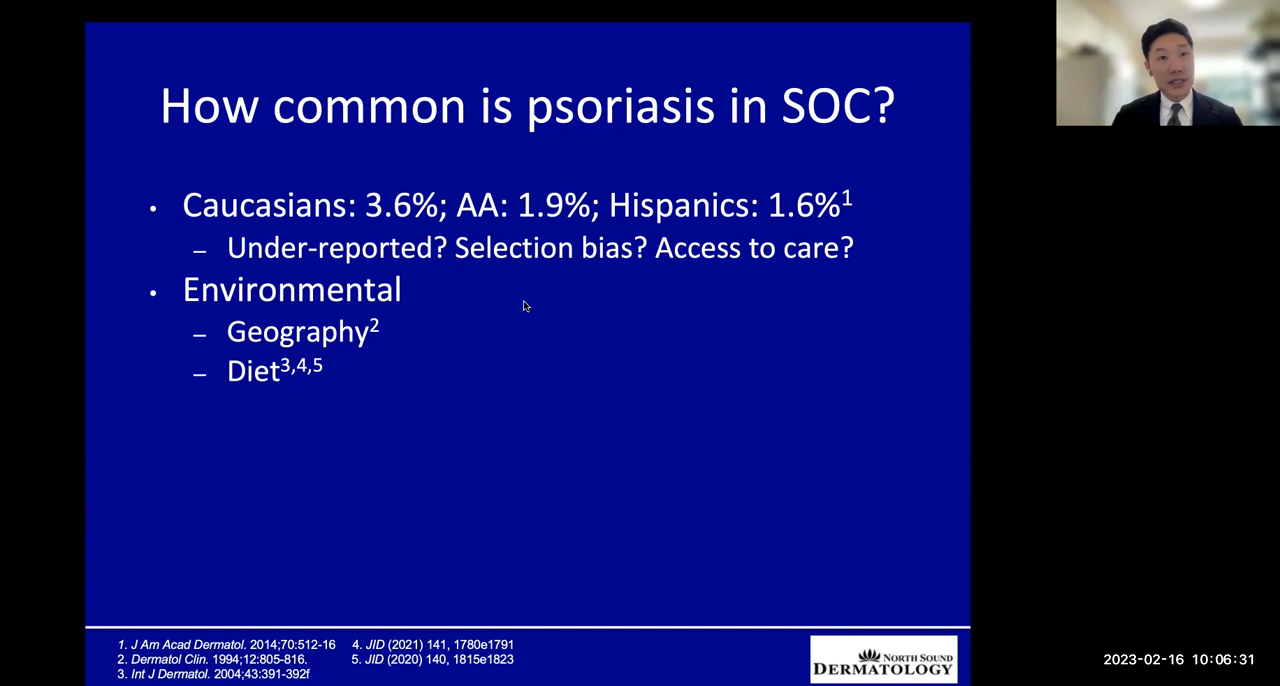 How common is psoriasis in SOC?
• Caucasians: 3.6%; AA: 1.9%; Hispanics: 1.6%1
– Under-reported? Selection bias? Access to care?
• Environmental
– Geography2
– Diet3,4,5
1. J Am Acad Dermatol. 2014;70:512-16
2. Dermatol Clin. 1994;12:805-816.
3. Int J Dermatol. 2004;43:391-392f
4. JID (2021) 141, 1780e1791
5. JID (2020) 140, 1815e1823
NORTH SOUND
DERMATOLOGY
2023-02-16 10:06:31